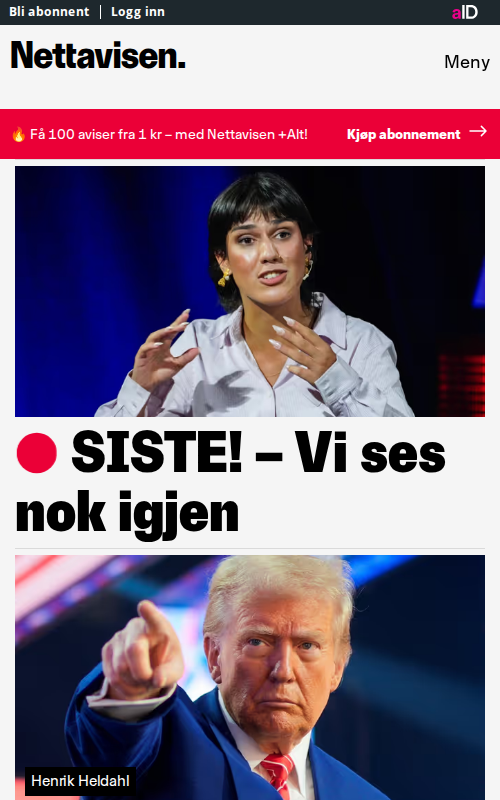 Bli abonnent | Logg inn
aID
Nettavisen.
Meny
🔥 Få 100 aviser fra 1 kr – med Nettavisen +Alt!
Kjøp abonnement →
SISTE! – Vi ses
nok igjen
Henrik Heldahl